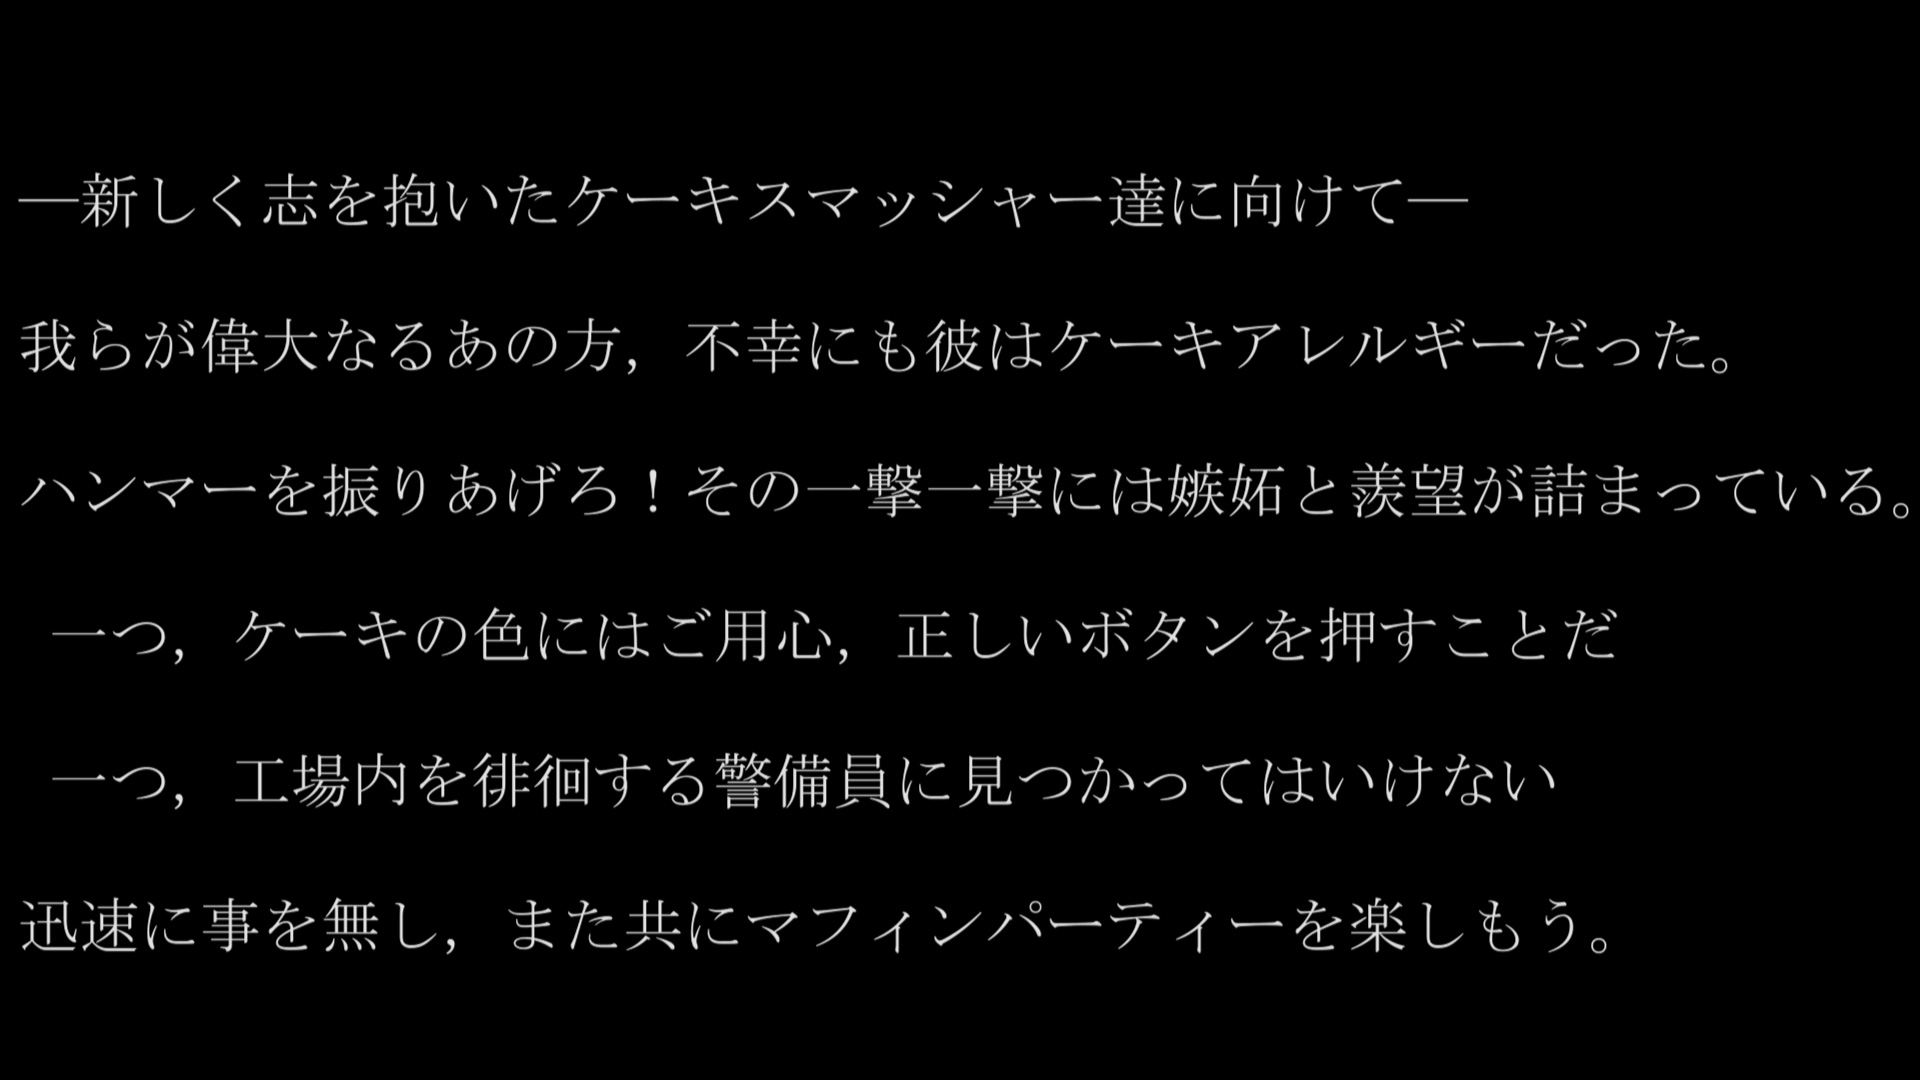 ―新しく志を抱いたケーキスマッシャー達に向けて―
我らが偉大なるあの方，不幸にも彼はケーキアレルギーだった。
ハンマーを振りあげろ！その一撃一撃には嫉妬と羨望が詰まっている。
一つ，ケーキの色にはご用心，正しいボタンを押すことだ
一つ，工場内を徘徊する警備員に見つかってはいけない
迅速に事を無し，また共にマフィンパーティーを楽しもう。